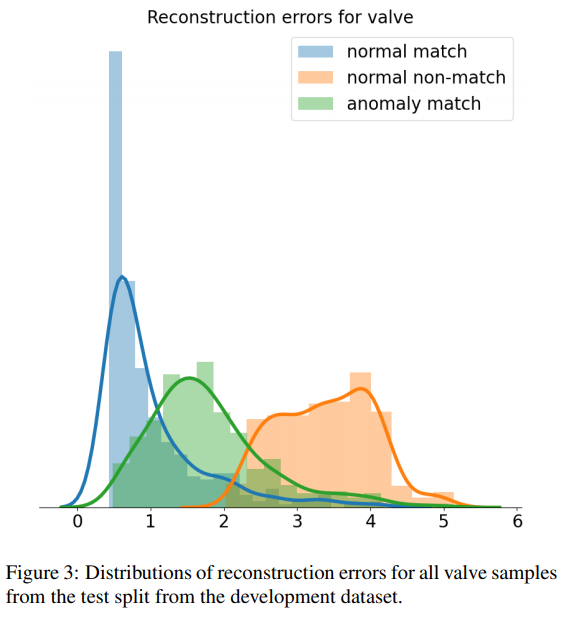 Reconstruction errors for valve
normal match
normal non-match
anomaly match
0 1 2 3 4 5 6
Figure 3: Distributions of reconstruction errors for all valve samples
from the test split from the development dataset.